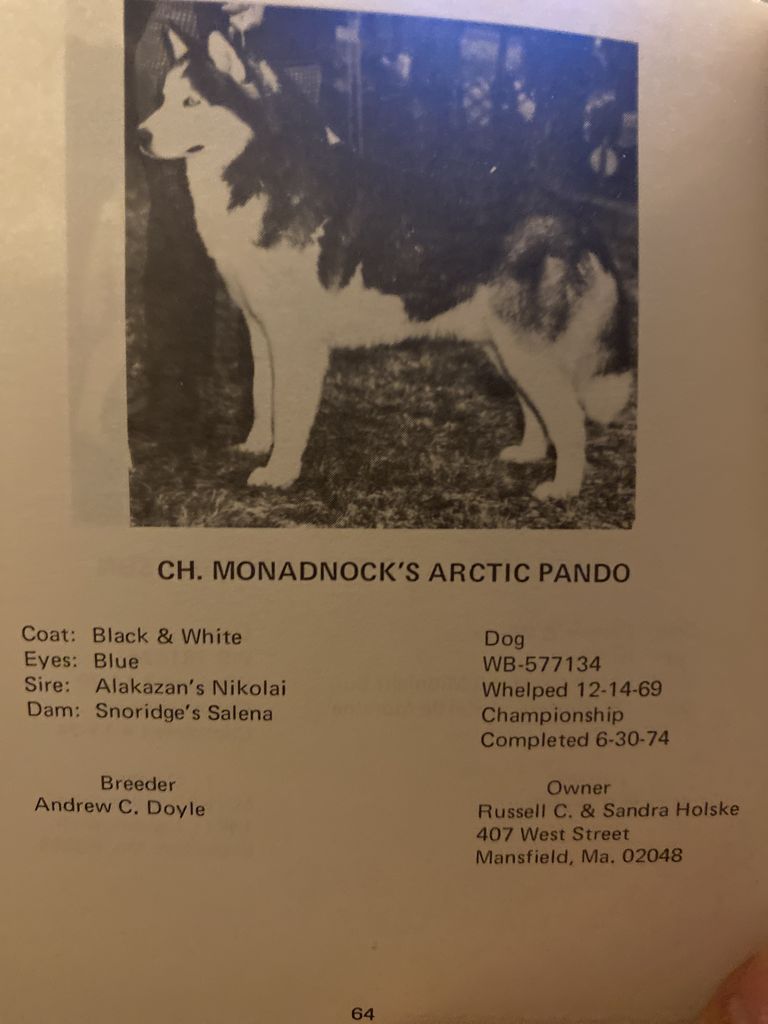 CH. MONADNOCK'S ARCTIC PANDO
Coat: Black & White
Eyes: Blue
Sire: Alakazan's Nikolai
Dam: Snoridge's Salena
Dog
WB-577134
Whelped 12-14-69
Championship
Completed 6-30-74
Breeder
Andrew C. Doyle
Owner
Russell C. & Sandra Holske
407 West Street
Mansfield, Ma. 02048
64